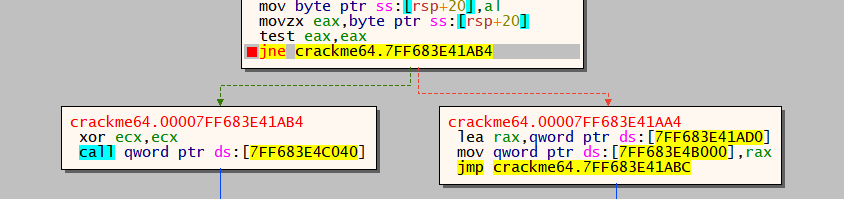 mov byte ptr ss:[rsp+20],al
movzx eax,byte ptr ss:[rsp+20]
test eax,eax
jne crackme64.7FF683E41AB4
crackme64.00007FF683E41AB4
xor ecx,ecx
call qword ptr ds:[7FF683E4C040]
crackme64.00007FF683E41AA4
lea rax,qword ptr ds:[7FF683E41AD0]
mov qword ptr ds:[7FF683E4B000],rax
jmp crackme64.7FF683E41ABC